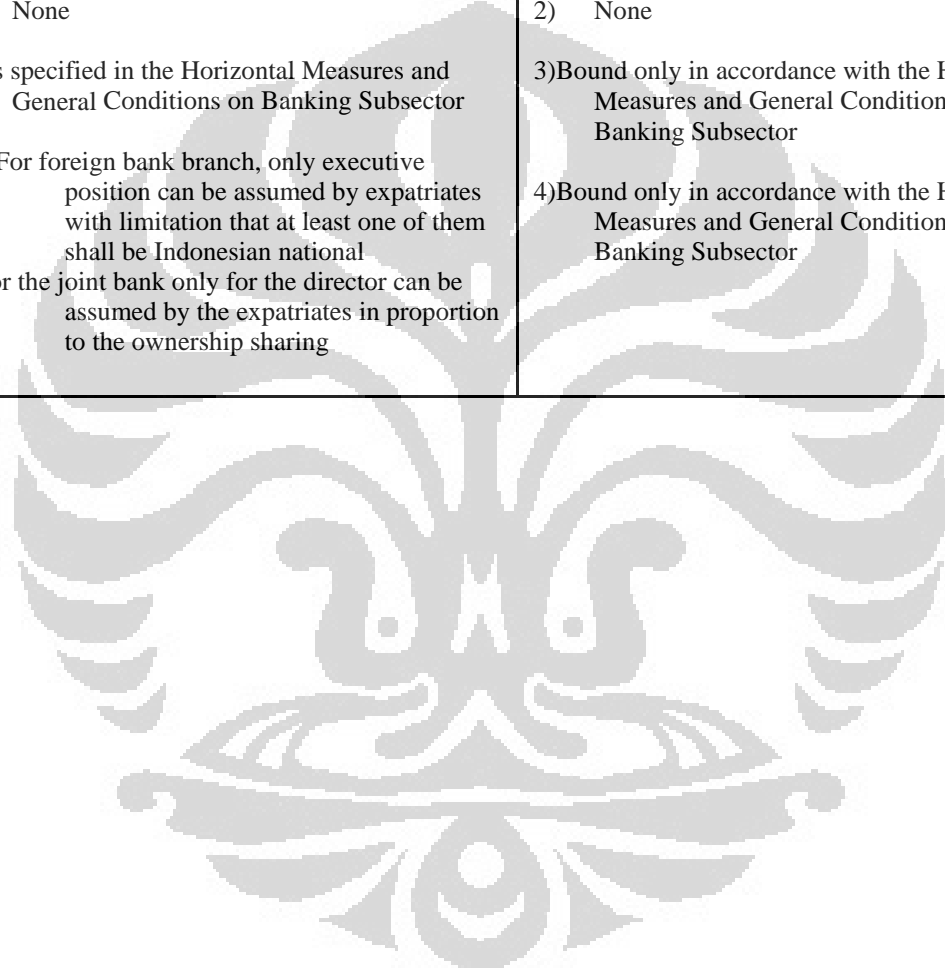 None
s specified in the Horizontal Measures and
General Conditions on Banking Subsector
For foreign bank branch, only executive
position can be assumed by expatriates
with limitation that at least one of them
shall be Indonesian national
or the joint bank only for the director can be
assumed by the expatriates in proportion
to the ownership sharing
2) None
3)Bound only in accordance with the H
Measures and General Condition
Banking Subsector
4)Bound only in accordance with the H
Measures and General Condition
Banking Subsector